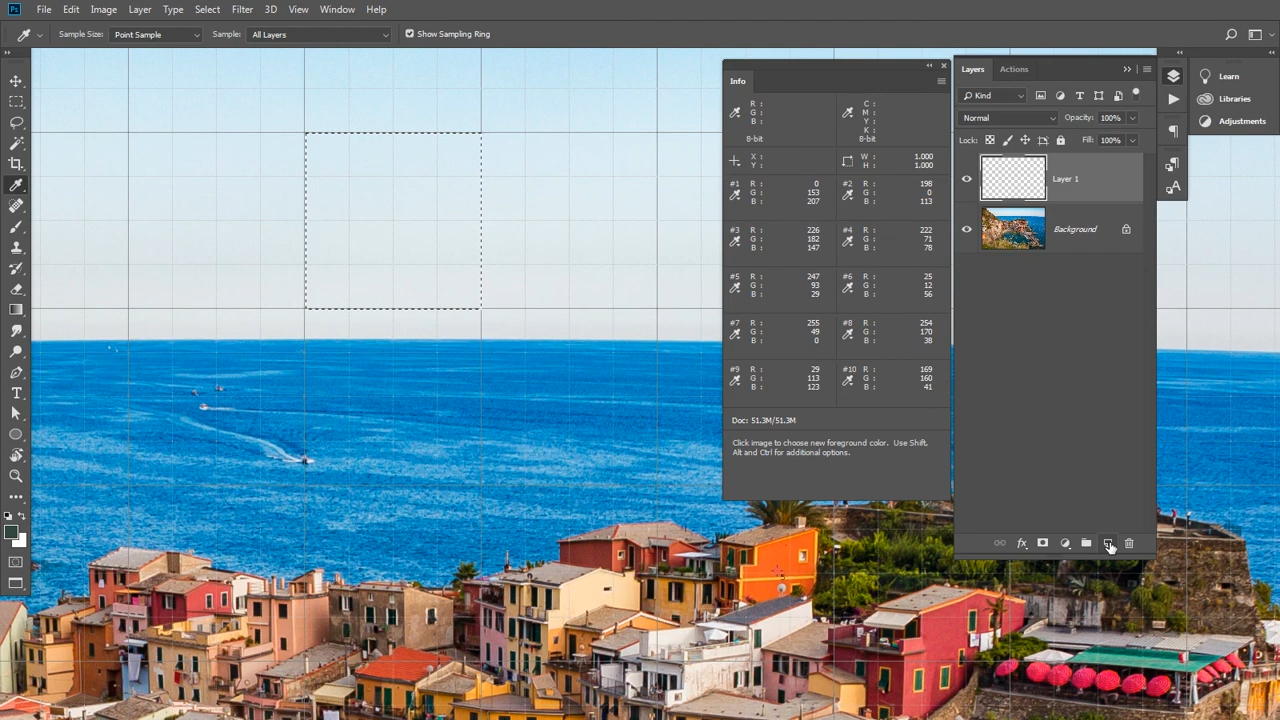 Ps File Edit Image Layer Type Select Filter 3D View Window Help
Sample Size: Point Sample Sample: All Layers Show Sampling Ring
Info
R :
G :
B :
8-bit
C :
M :
Y :
K :
8-bit
X :
Y :
W : 1.000
H : 1.000
#1 R : 0
G : 153
B : 207
#2 R : 198
G : 0
B : 113
#3 R : 226
G : 182
B : 147
#4 R : 222
G : 71
B : 78
#5 R : 247
G : 93
B : 29
#6 R : 25
G : 12
B : 56
#7 R : 255
G : 49
B : 0
#8 R : 254
G : 170
B : 38
#9 R : 29
G : 113
B : 123
#10 R : 169
G : 160
B : 41
Doc: 51.3M/51.3M
Click image to choose new foreground color. Use Shift,
Alt and Ctrl for additional options.
Layers Actions
Kind
Normal Opacity: 100%
Lock: Fill: 100%
Layer 1
Background
fx
Learn
Libraries
Adjustments